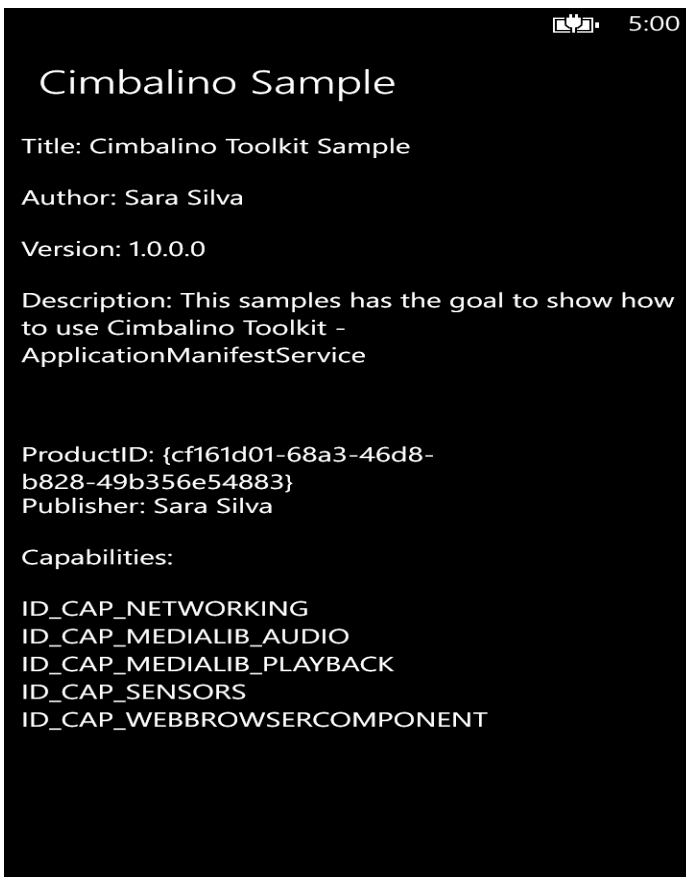 5:00
Cimbalino Sample
Title: Cimbalino Toolkit Sample
Author: Sara Silva
Version: 1.0.0.0
Description: This samples has the goal to show how
to use Cimbalino Toolkit -
ApplicationManifestService
ProductID: {cf161d01-68a3-46d8-
b828-49b356e54883}
Publisher: Sara Silva
Capabilities:
ID_CAP_NETWORKING
ID_CAP_MEDIALIB_AUDIO
ID_CAP_MEDIALIB_PLAYBACK
ID_CAP_SENSORS
ID_CAP_WEBBROWSERCOMPONENT